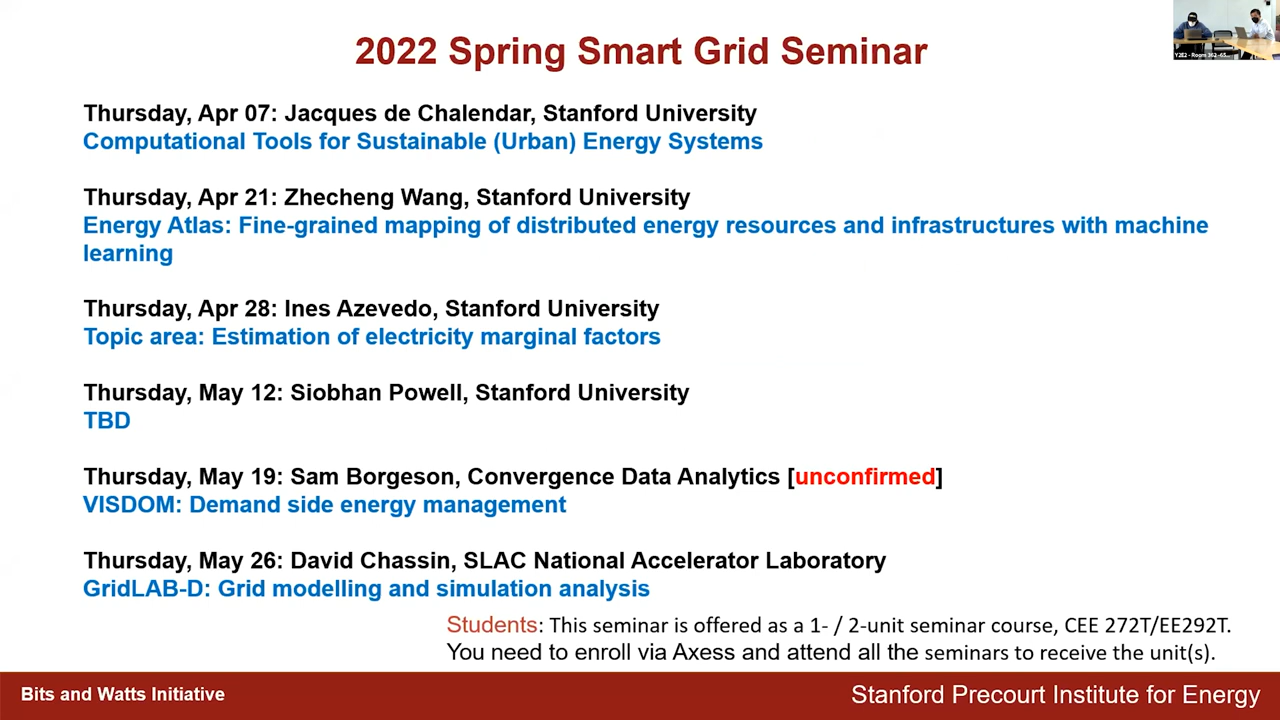 2022 Spring Smart Grid Seminar
Thursday, Apr 07: Jacques de Chalendar, Stanford University
Computational Tools for Sustainable (Urban) Energy Systems
Thursday, Apr 21: Zhecheng Wang, Stanford University
Energy Atlas: Fine-grained mapping of distributed energy resources and infrastructures with machine
learning
Thursday, Apr 28: Ines Azevedo, Stanford University
Topic area: Estimation of electricity marginal factors
Thursday, May 12: Siobhan Powell, Stanford University
TBD
Thursday, May 19: Sam Borgeson, Convergence Data Analytics [unconfirmed]
VISDOM: Demand side energy management
Thursday, May 26: David Chassin, SLAC National Accelerator Laboratory
GridLAB-D: Grid modelling and simulation analysis
Students: This seminar is offered as a 1- / 2-unit seminar course, CEE 272T/EE292T.
You need to enroll via Axess and attend all the seminars to receive the unit(s).
Bits and Watts Initiative
Stanford Precourt Institute for Energy